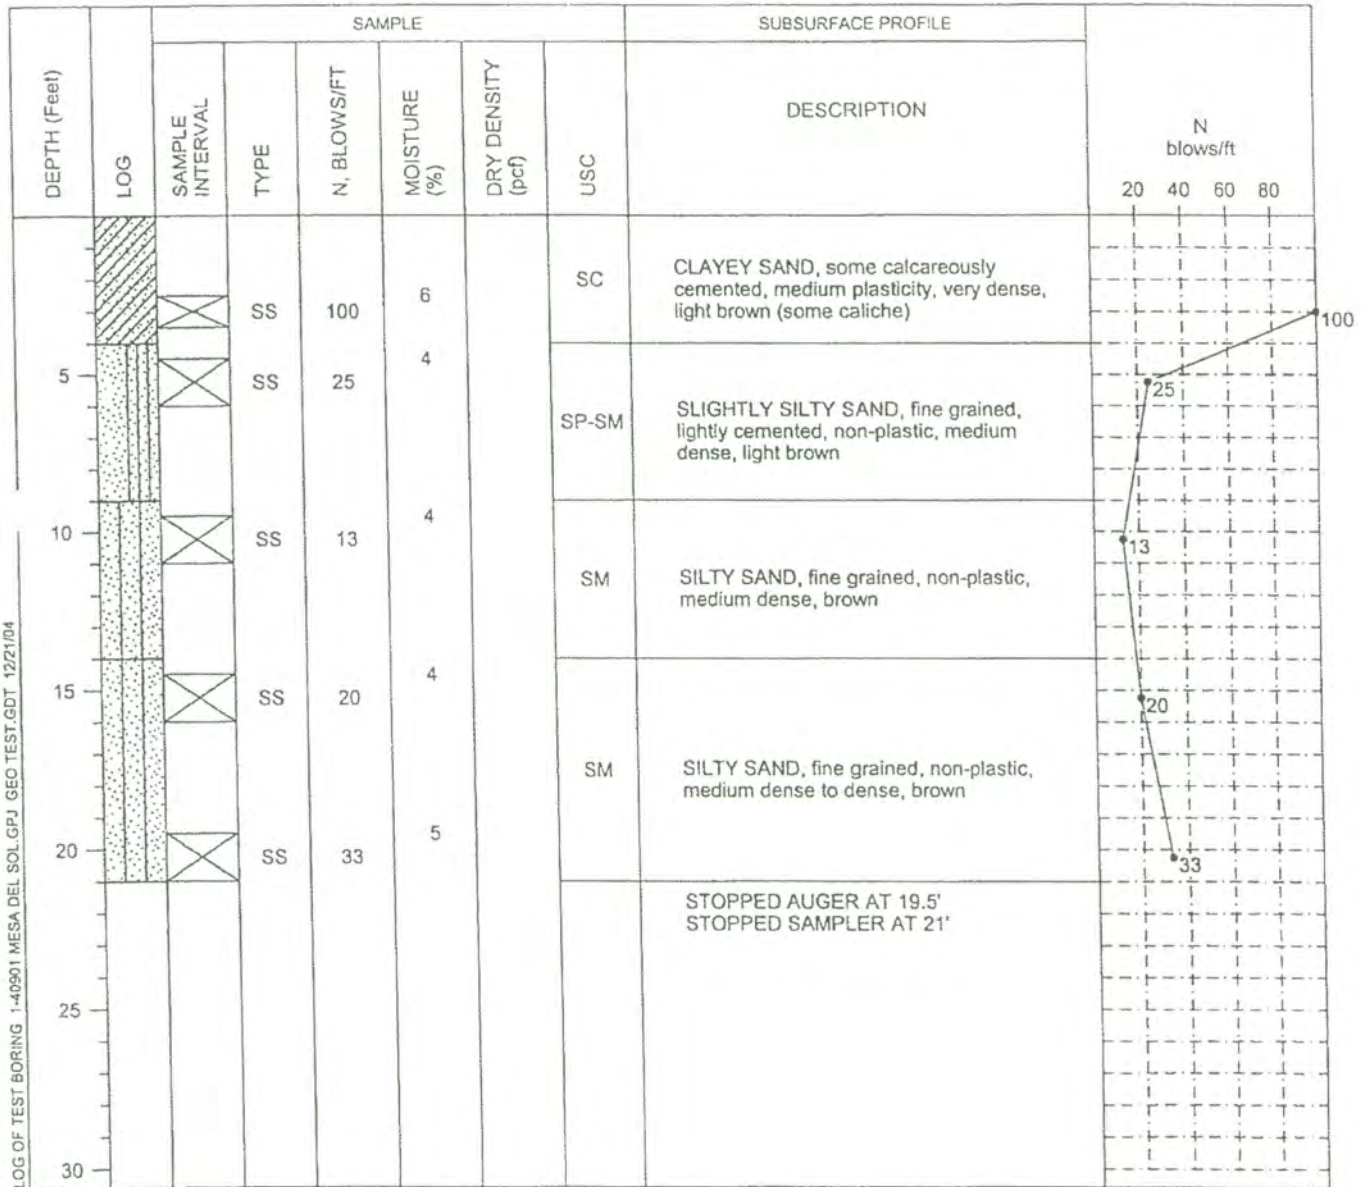 SAMPLE
SUBSURFACE PROFILE
DEPTH (Feet)
LOG
SAMPLE
INTERVAL
TYPE
N, BLOWS/FT
MOISTURE
(%)
DRY DENSITY
(pcf)
USC
DESCRIPTION
N
blows/ft
20 40 60 80
SS 100 6
SC
CLAYEY SAND, some calcareously
cemented, medium plasticity, very dense,
light brown (some caliche)
100
5
SS 25 4
25
SP-SM
SLIGHTLY SILTY SAND, fine grained,
lightly cemented, non-plastic, medium
dense, light brown
10
SS 13 4
13
SM
SILTY SAND, fine grained, non-plastic,
medium dense, brown
15
SS 20 4
20
SM
SILTY SAND, fine grained, non-plastic,
medium dense to dense, brown
20
SS 33 5
33
STOPPED AUGER AT 19.5'
STOPPED SAMPLER AT 21'
25
30
LOG OF TEST BORING 1-40901 MESA DEL SOL.GPJ GEO TEST.GDT 12/21/04